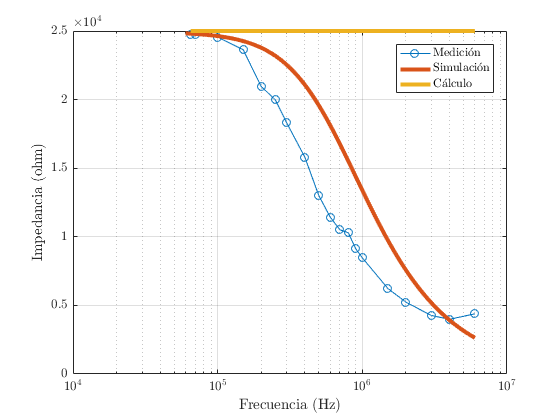 ×10⁴
2.5
2
1.5
1
0.5
0
10⁴ 10⁵ 10⁶ 10⁷
Impedancia (ohm)
Frecuencia (Hz)
Medición
Simulación
Cálculo